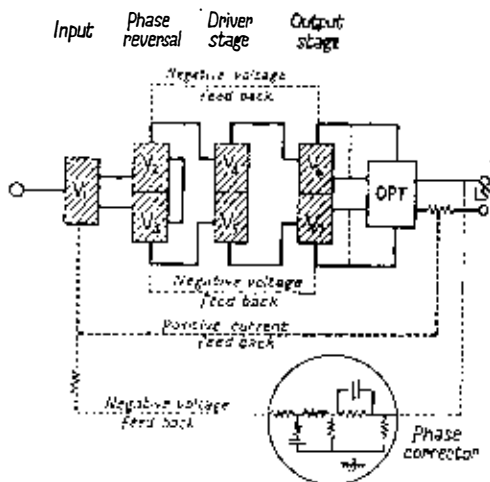 Input
Phase
reversal
Driver
stage
Output
stage
Negative voltage
feed back
V1
V2
V3
V4
V5
V6
OPT
Negative voltage
feed back
Positive current
feed back
Negative voltage
feed back
Phase
corrector